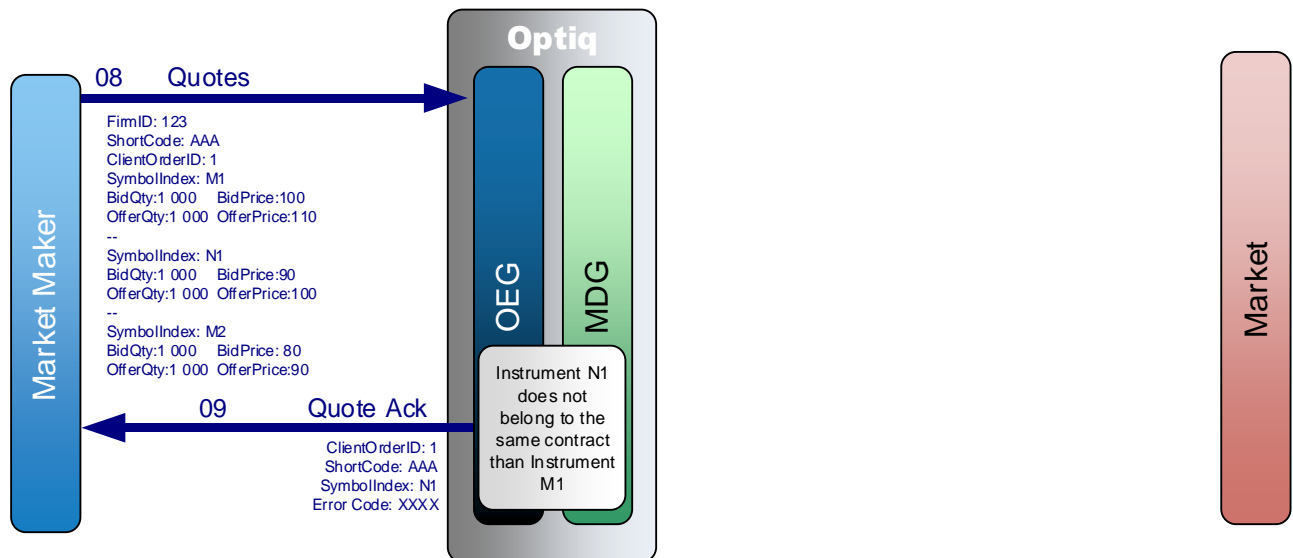 Optiq
08 Quotes
FirmID: 123
ShortCode: AAA
ClientOrderID: 1
SymbolIndex: M1
BidQty:1 000 BidPrice:100
OfferQty:1 000 OfferPrice:110
--
SymbolIndex: N1
BidQty:1 000 BidPrice:90
OfferQty:1 000 OfferPrice:100
--
SymbolIndex: M2
BidQty:1 000 BidPrice: 80
OfferQty:1 000 OfferPrice:90
Market Maker
OEG
MDG
Market
Instrument N1
does not
belong to the
same contract
than Instrument
M1
09 Quote Ack
ClientOrderID: 1
ShortCode: AAA
SymbolIndex: N1
Error Code: XXXX